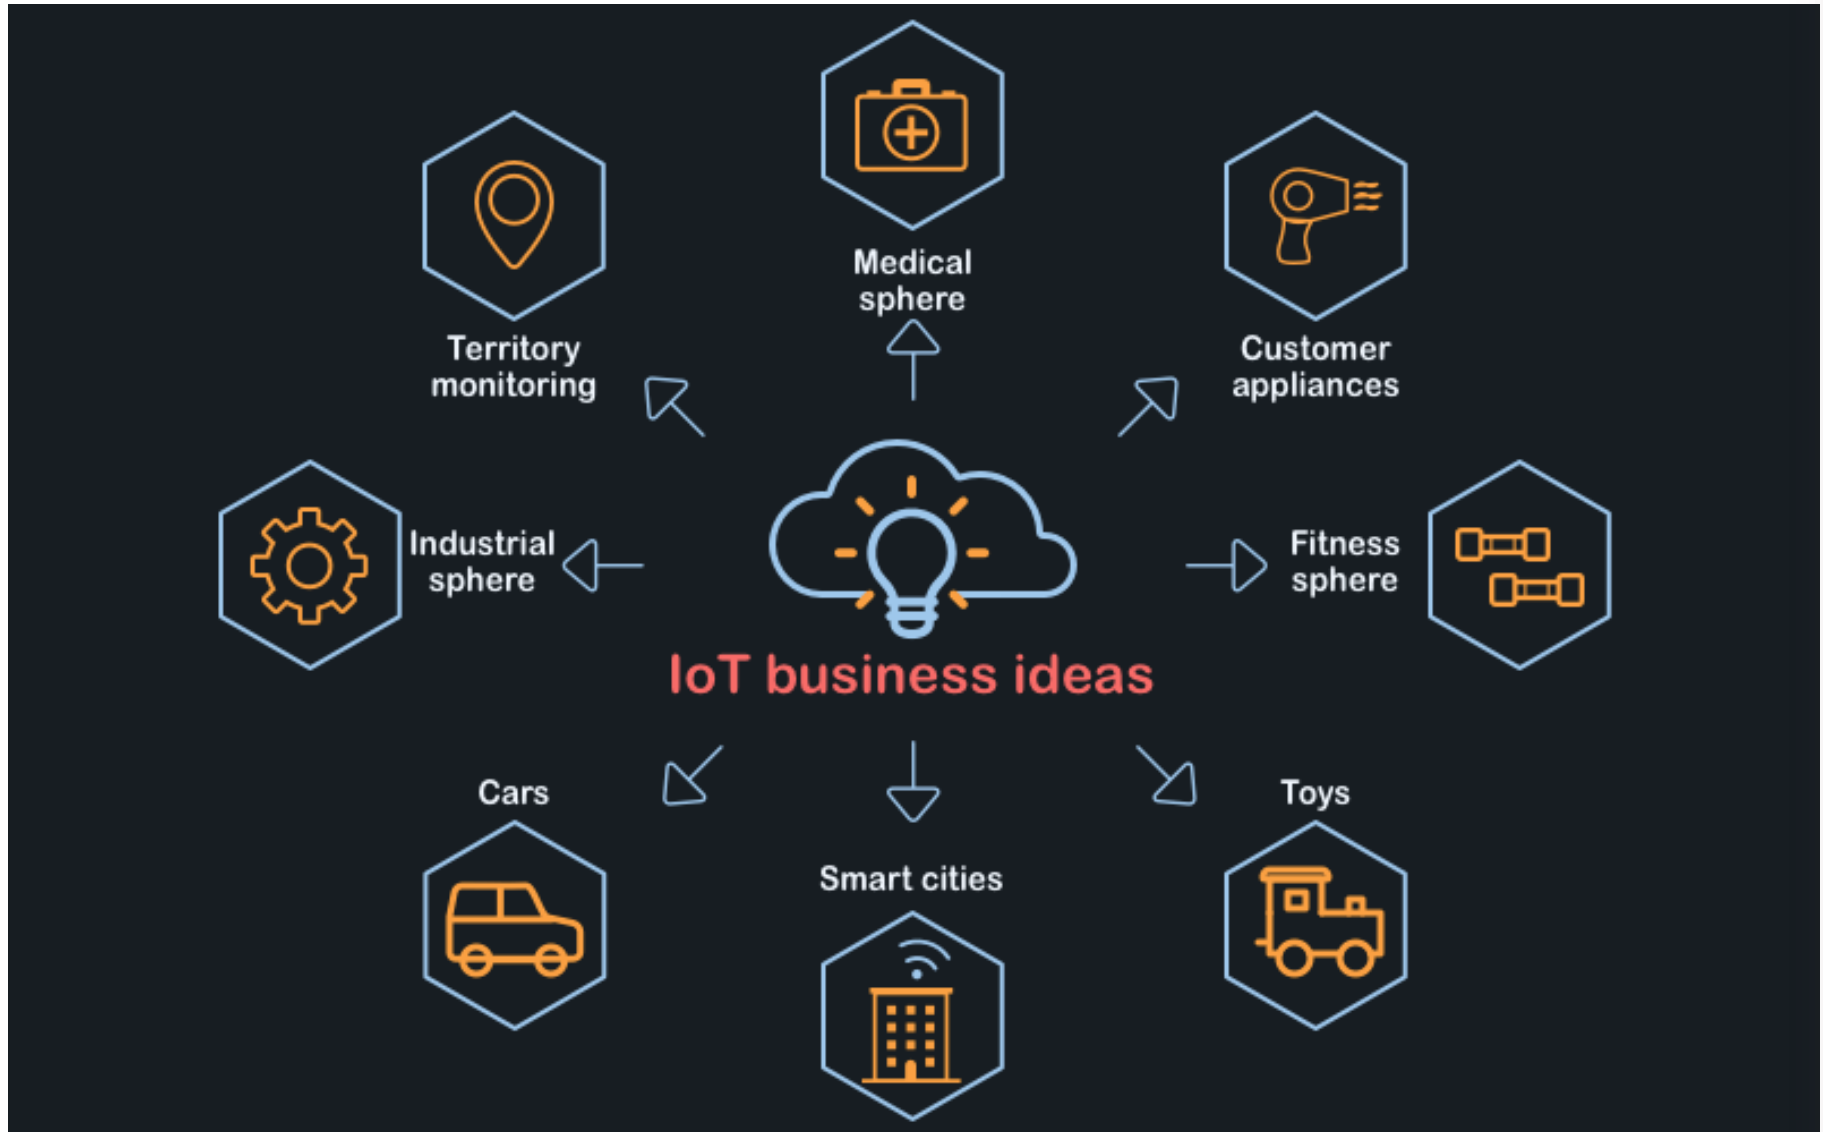 Medical
sphere
Territory
monitoring
Customer
appliances
Industrial
sphere
Fitness
sphere
IoT business ideas
Cars
Toys
Smart cities